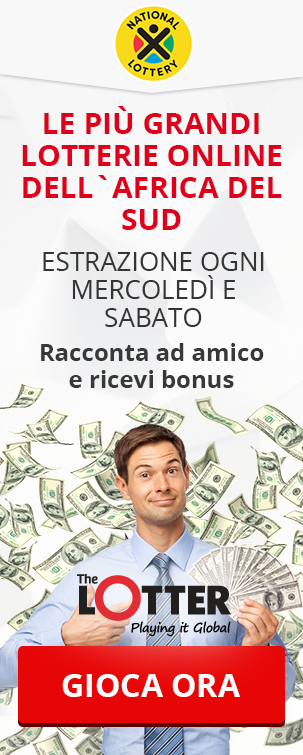 NATIONAL
LOTTERY
LE PIÙ GRANDI
LOTTERIE ONLINE
DELL`AFRICA DEL
SUD
ESTRAZIONE OGNI
MERCOLEDÌ E
SABATO
Racconta ad amico
e ricevi bonus
The
LOTTER
Playing it Global
GIOCA ORA